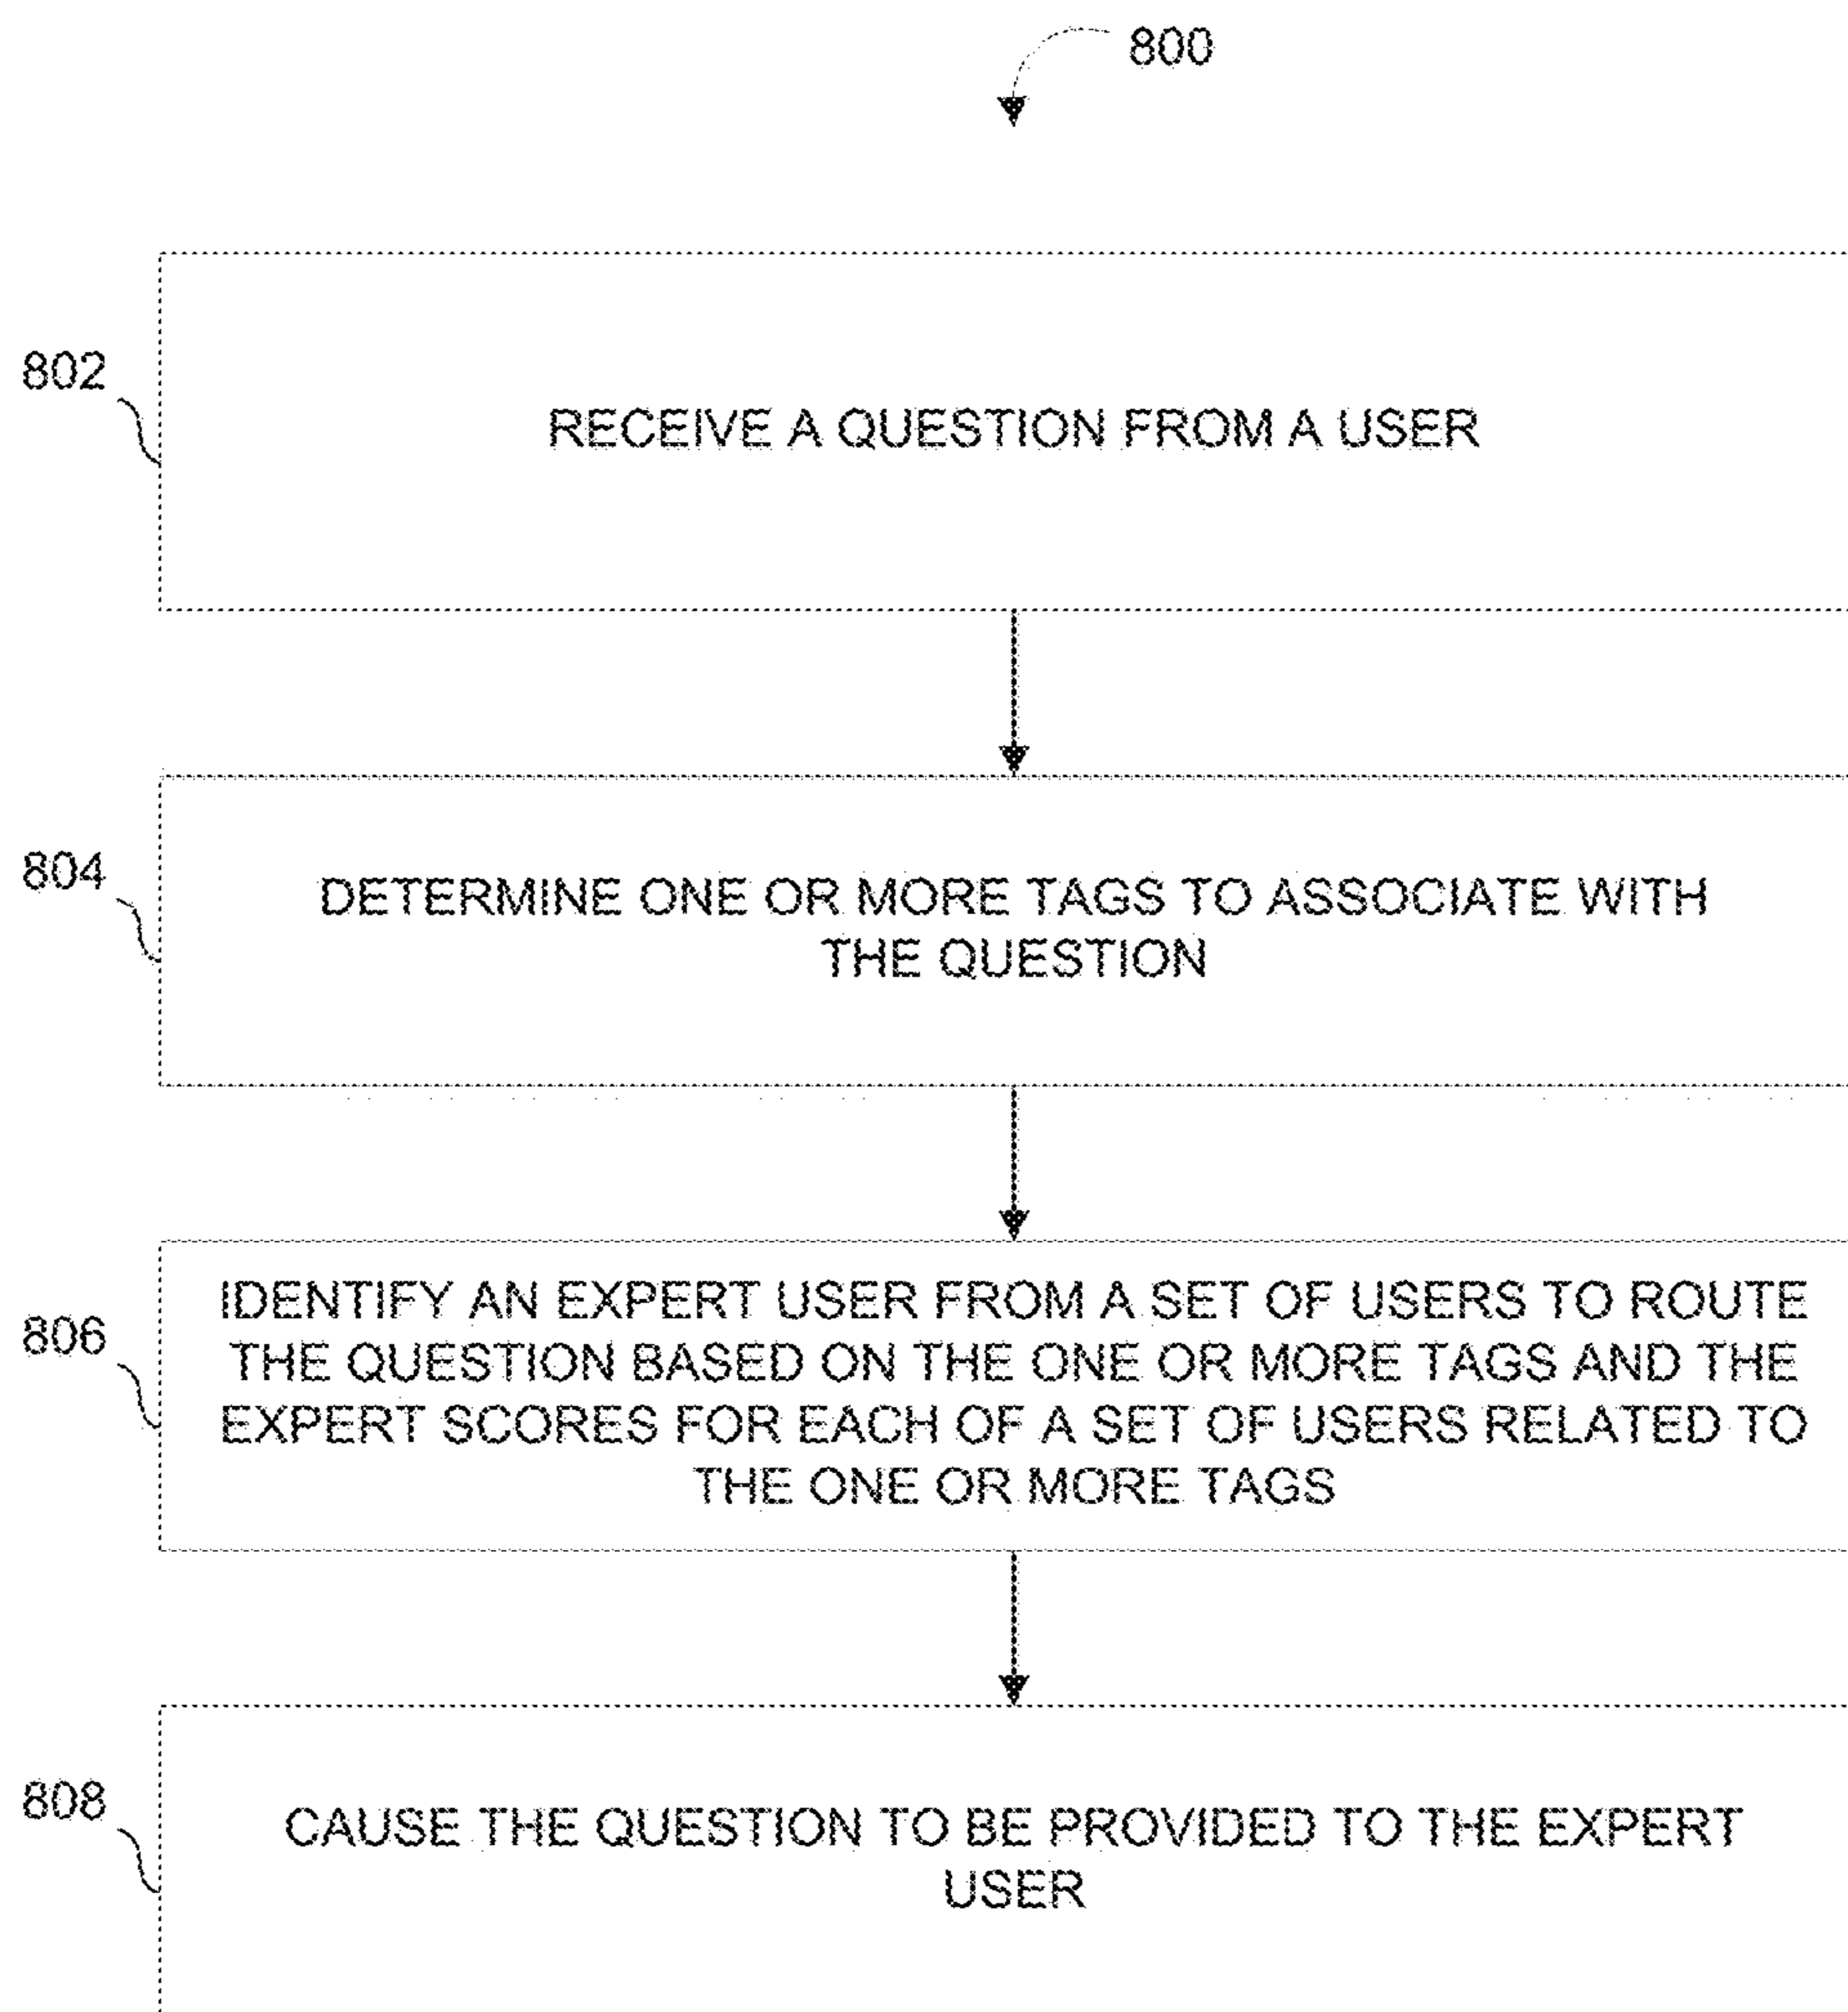 800
802
RECEIVE A QUESTION FROM A USER
804
DETERMINE ONE OR MORE TAGS TO ASSOCIATE WITH
THE QUESTION
806
IDENTIFY AN EXPERT USER FROM A SET OF USERS TO ROUTE
THE QUESTION BASED ON THE ONE OR MORE TAGS AND THE
EXPERT SCORES FOR EACH OF A SET OF USERS RELATED TO
THE ONE OR MORE TAGS
808
CAUSE THE QUESTION TO BE PROVIDED TO THE EXPERT
USER